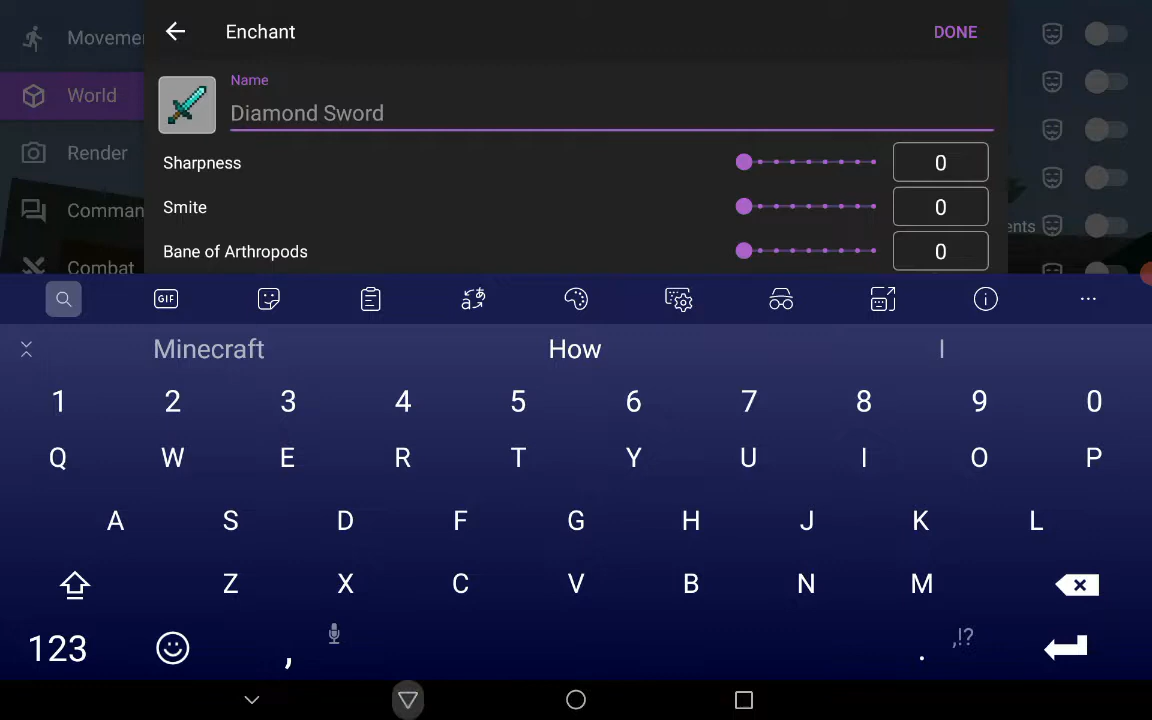 Movemen
World
Render
Comman
Combat
Enchant
DONE
Name
Diamond Sword
Sharpness
0
Smite
0
Bane of Arthropods
0
ents
GIF
Minecraft How I
1 2 3 4 5 6 7 8 9 0
Q W E R T Y U I O P
A S D F G H J K L
Z X C V B N M
123 , . ,!?